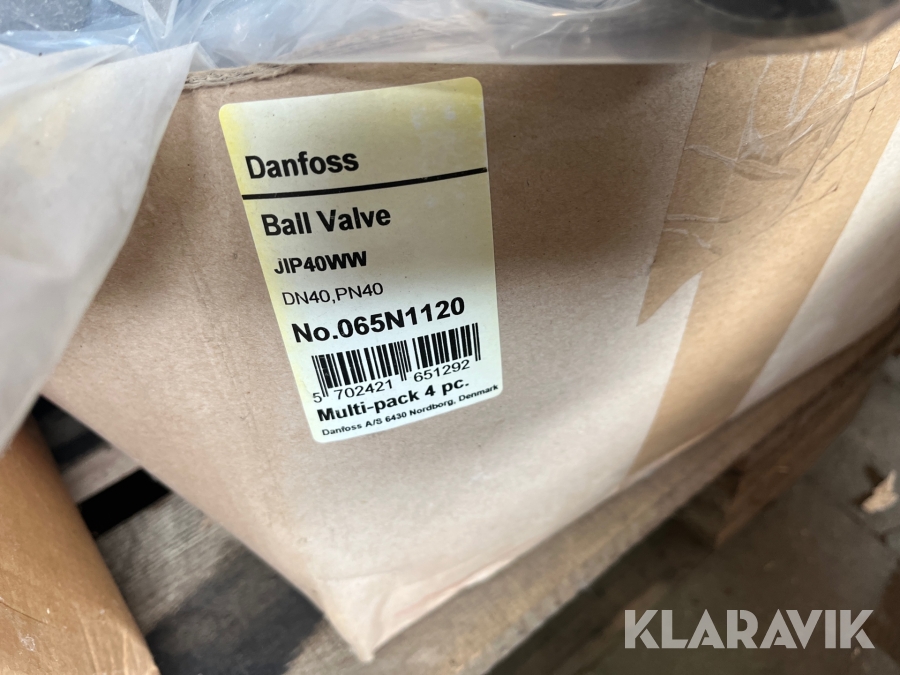 Danfoss
Ball Valve
JIP40WW
DN40,PN40
No.065N1120
5 702421 651292
Multi-pack 4 pc.
Danfoss A/S 6430 Nordborg, Denmark
KLARAVIK